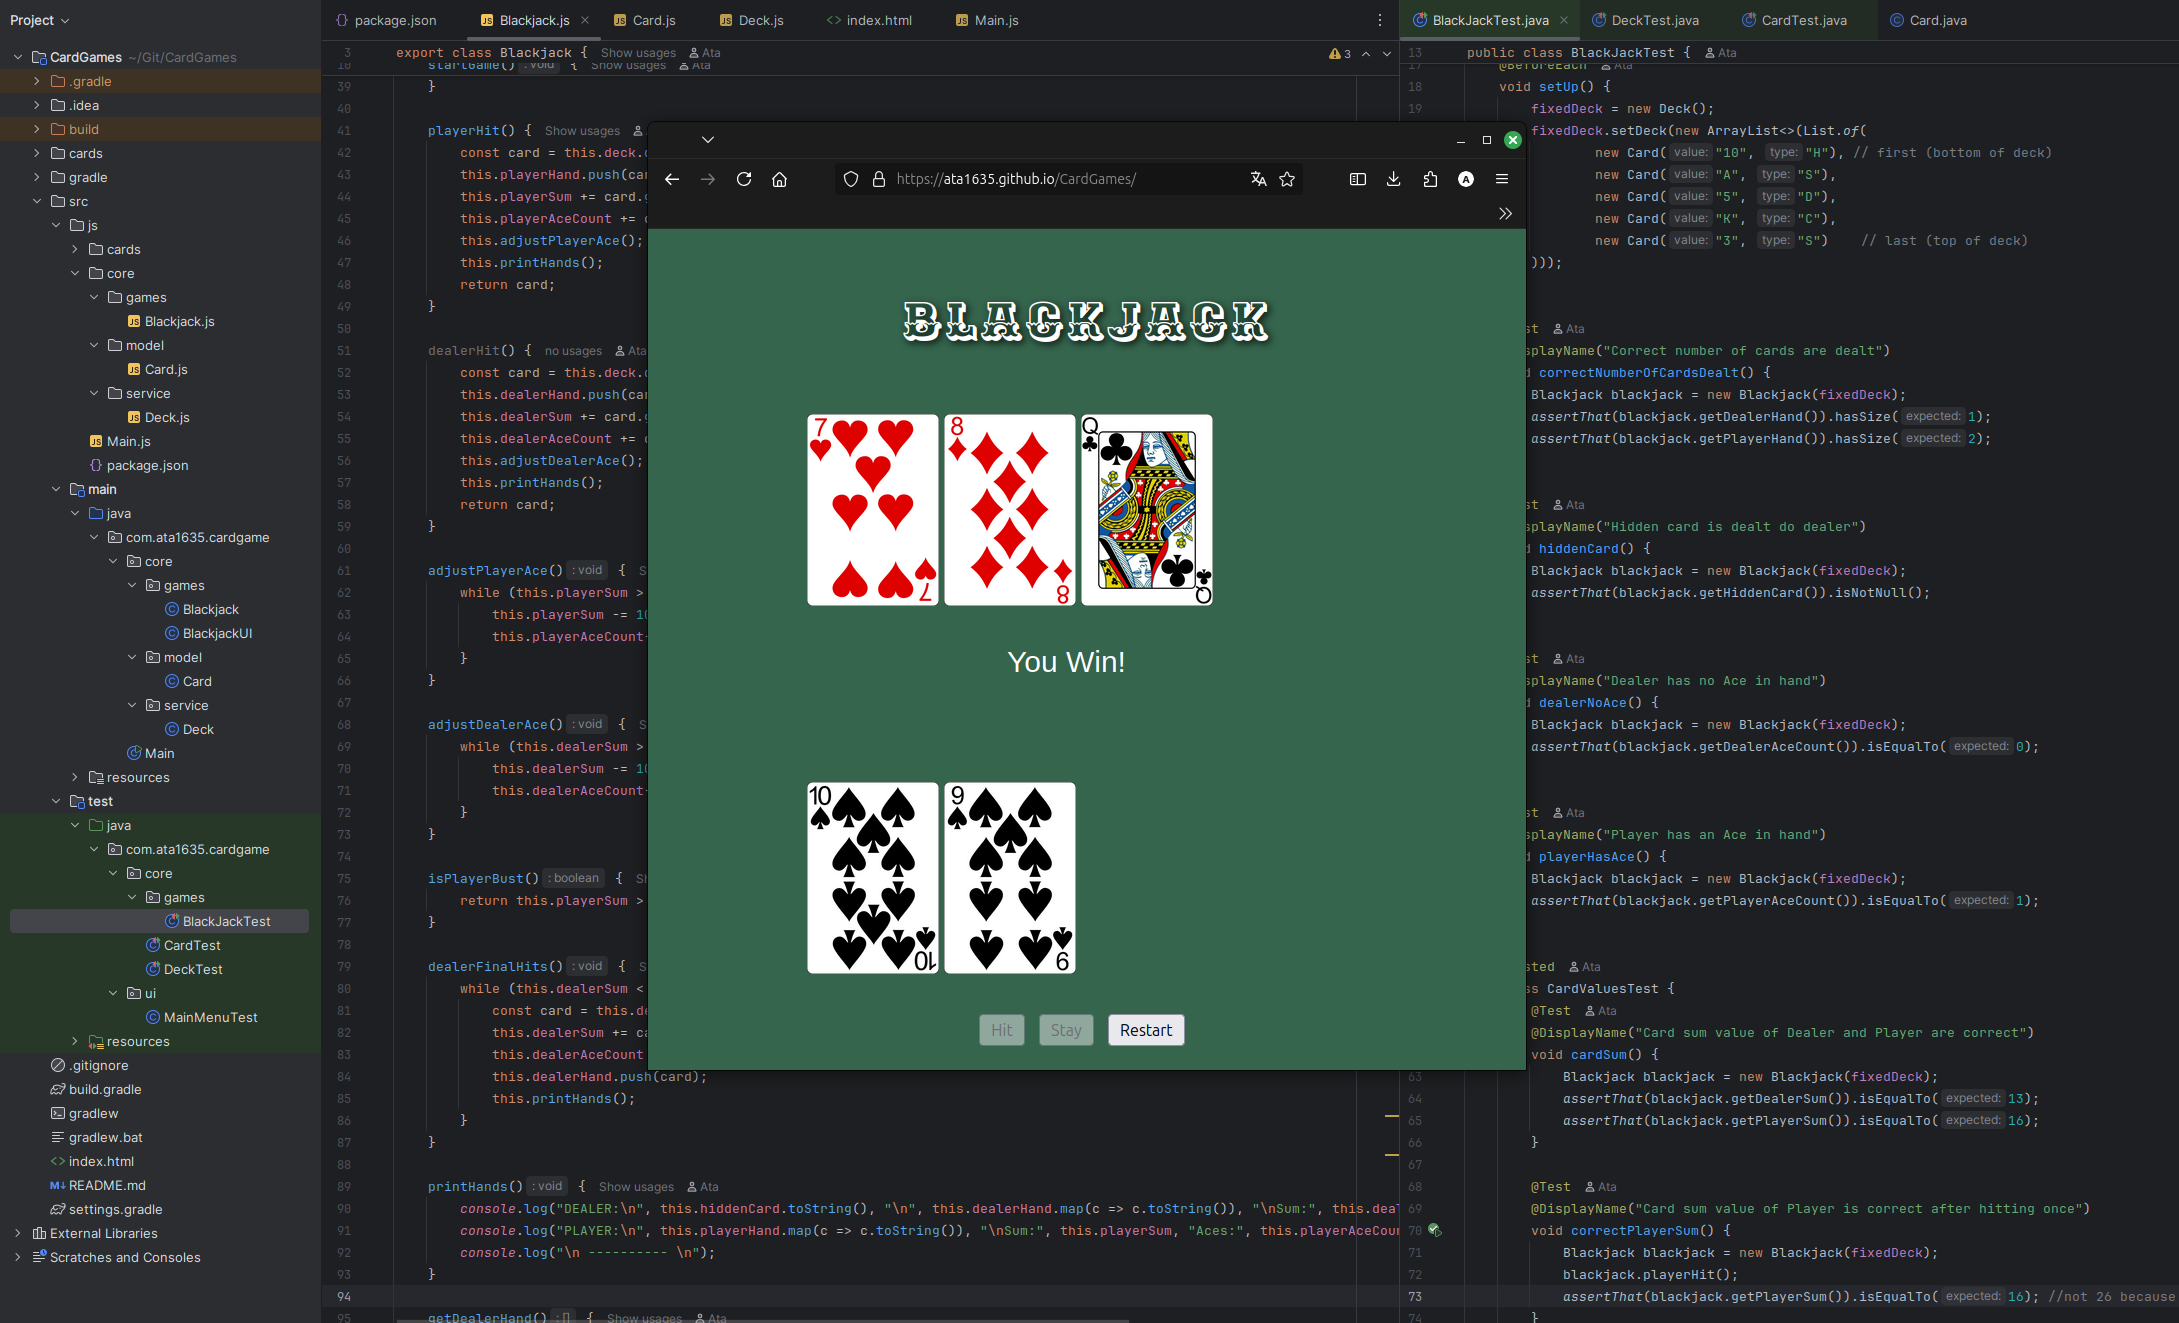 Project
CardGames ~/Git/CardGames
.gradle
.idea
build
cards
gradle
src
js
cards
core
games
Blackjack.js
model
Card.js
service
Deck.js
Main.js
package.json
main
java
com.ata1635.cardgame
core
games
Blackjack
BlackjackUI
model
Card
service
Deck
Main
resources
test
java
com.ata1635.cardgame
core
games
BlackJackTest
CardTest
DeckTest
ui
MainMenuTest
resources
.gitignore
build.gradle
gradlew
gradlew.bat
index.html
README.md
settings.gradle
External Libraries
Scratches and Consoles
package.json Blackjack.js Card.js Deck.js index.html Main.js
3 export class Blackjack { Show usages Ata 3
10 startGame() : void { Show usages Ata
39 }
40
41 playerHit() { Show usages
42 const card = this.deck.
43 this.playerHand.push(ca
44 this.playerSum += card.
45 this.playerAceCount +=
46 this.adjustPlayerAce();
47 this.printHands();
48 return card;
49 }
50
51 dealerHit() { no usages Ata
52 const card = this.deck.
53 this.dealerHand.push(ca
54 this.dealerSum += card.
55 this.dealerAceCount +=
56 this.adjustDealerAce();
57 this.printHands();
58 return card;
59 }
60
61 adjustPlayerAce() : void { S
62 while (this.playerSum >
63 this.playerSum -= 10
64 this.playerAceCount-
65 }
66 }
67
68 adjustDealerAce() : void { S
69 while (this.dealerSum >
70 this.dealerSum -= 10
71 this.dealerAceCount-
72 }
73 }
74
75 isPlayerBust() : boolean { Sh
76 return this.playerSum >
77 }
78
79 dealerFinalHits() : void { S
80 while (this.dealerSum <
81 const card = this.de
82 this.dealerSum += ca
83 this.dealerAceCount
84 this.dealerHand.push(card);
85 this.printHands();
86 }
87 }
88
89 printHands() : void { Show usages Ata
90 console.log("DEALER:\n", this.hiddenCard.toString(), "\n", this.dealerHand.map(c => c.toString()), "\nSum:", this.deal
91 console.log("PLAYER:\n", this.playerHand.map(c => c.toString()), "\nSum:", this.playerSum, "Aces:", this.playerAceCoun
92 console.log("\n ---------- \n");
93 }
94
95 getDealerHand() : [] { Show usages Ata
https://ata1635.github.io/CardGames/
A
BLACKJACK
7 8 Q
7 8 Q
You Win!
10 9
10 9
Hit Stay Restart
BlackJackTest.java DeckTest.java CardTest.java Card.java
13 public class BlackJackTest { Ata
17 @BeforeEach Ata
18 void setUp() {
19 fixedDeck = new Deck();
fixedDeck.setDeck(new ArrayList<>(List.of(
new Card( value: "10", type: "H"), // first (bottom of deck)
new Card( value: "A", type: "S"),
new Card( value: "5", type: "D"),
new Card( value: "K", type: "C"),
new Card( value: "3", type: "S") // last (top of deck)
)));
st Ata
splayName("Correct number of cards are dealt")
d correctNumberOfCardsDealt() {
Blackjack blackjack = new Blackjack(fixedDeck);
assertThat(blackjack.getDealerHand()).hasSize( expected: 1);
assertThat(blackjack.getPlayerHand()).hasSize( expected: 2);
st Ata
splayName("Hidden card is dealt do dealer")
d hiddenCard() {
Blackjack blackjack = new Blackjack(fixedDeck);
assertThat(blackjack.getHiddenCard()).isNotNull();
st Ata
splayName("Dealer has no Ace in hand")
d dealerNoAce() {
Blackjack blackjack = new Blackjack(fixedDeck);
assertThat(blackjack.getDealerAceCount()).isEqualTo( expected: 0);
st Ata
splayName("Player has an Ace in hand")
d playerHasAce() {
Blackjack blackjack = new Blackjack(fixedDeck);
assertThat(blackjack.getPlayerAceCount()).isEqualTo( expected: 1);
sted Ata
ss CardValuesTest {
@Test Ata
@DisplayName("Card sum value of Dealer and Player are correct")
void cardSum() {
63 Blackjack blackjack = new Blackjack(fixedDeck);
64 assertThat(blackjack.getDealerSum()).isEqualTo( expected: 13);
65 assertThat(blackjack.getPlayerSum()).isEqualTo( expected: 16);
66 }
67
68 @Test Ata
69 @DisplayName("Card sum value of Player is correct after hitting once")
70 void correctPlayerSum() {
71 Blackjack blackjack = new Blackjack(fixedDeck);
72 blackjack.playerHit();
73 assertThat(blackjack.getPlayerSum()).isEqualTo( expected: 16); //not 26 because
74 }